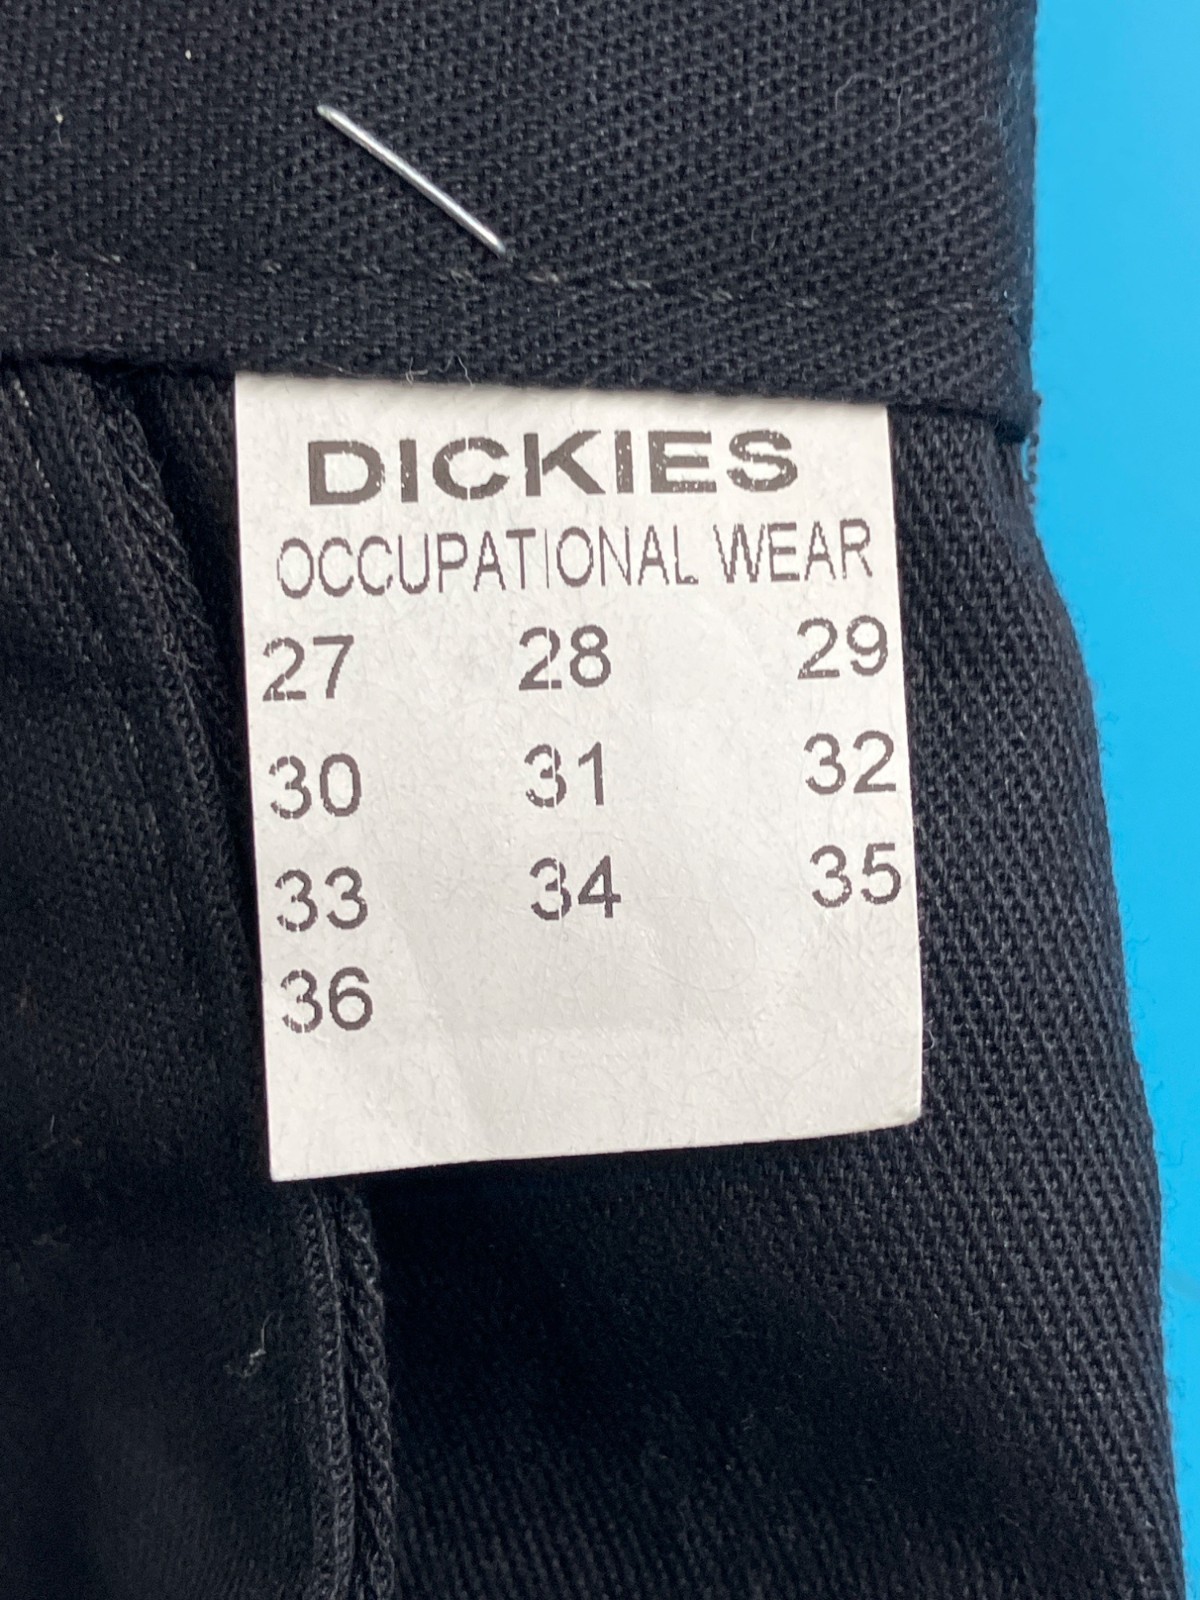 DICKIES
OCCUPATIONAL WEAR
27 28 29
30 31 32
33 34 35
36